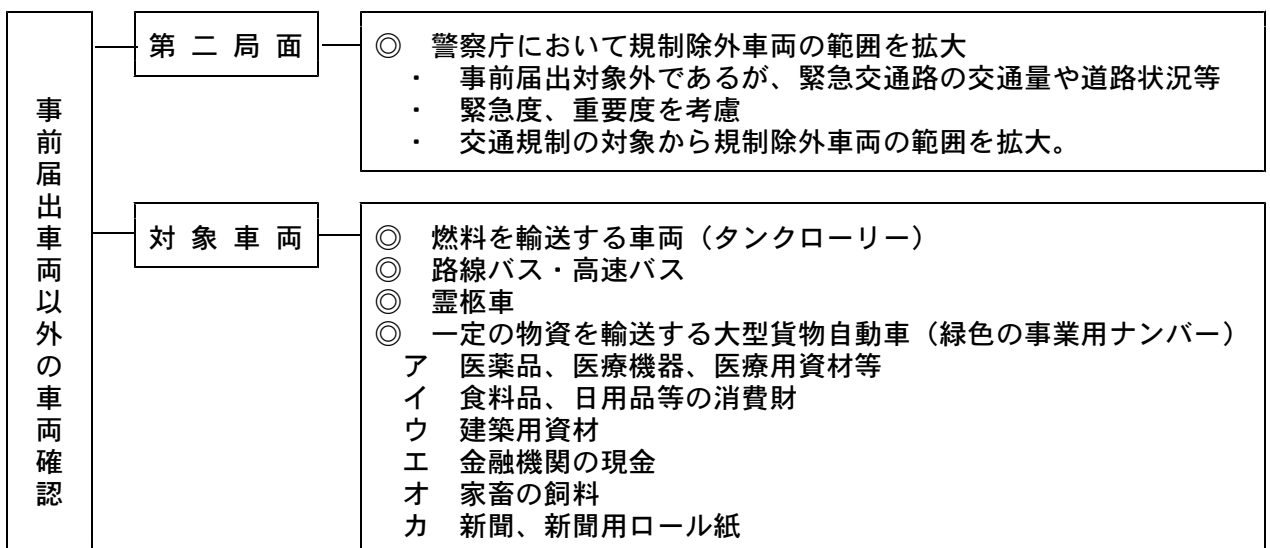 事前届出車両以外の車両確認
第二局面
◎ 警察庁において規制除外車両の範囲を拡大
・ 事前届出対象外であるが、緊急交通路の交通量や道路状況等
・ 緊急度、重要度を考慮
・ 交通規制の対象から規制除外車両の範囲を拡大。
対象車両
◎ 燃料を輸送する車両（タンクローリー）
◎ 路線バス・高速バス
◎ 霊柩車
◎ 一定の物資を輸送する大型貨物自動車（緑色の事業用ナンバー）
ア 医薬品、医療機器、医療用資材等
イ 食料品、日用品等の消費財
ウ 建築用資材
エ 金融機関の現金
オ 家畜の飼料
カ 新聞、新聞用ロール紙